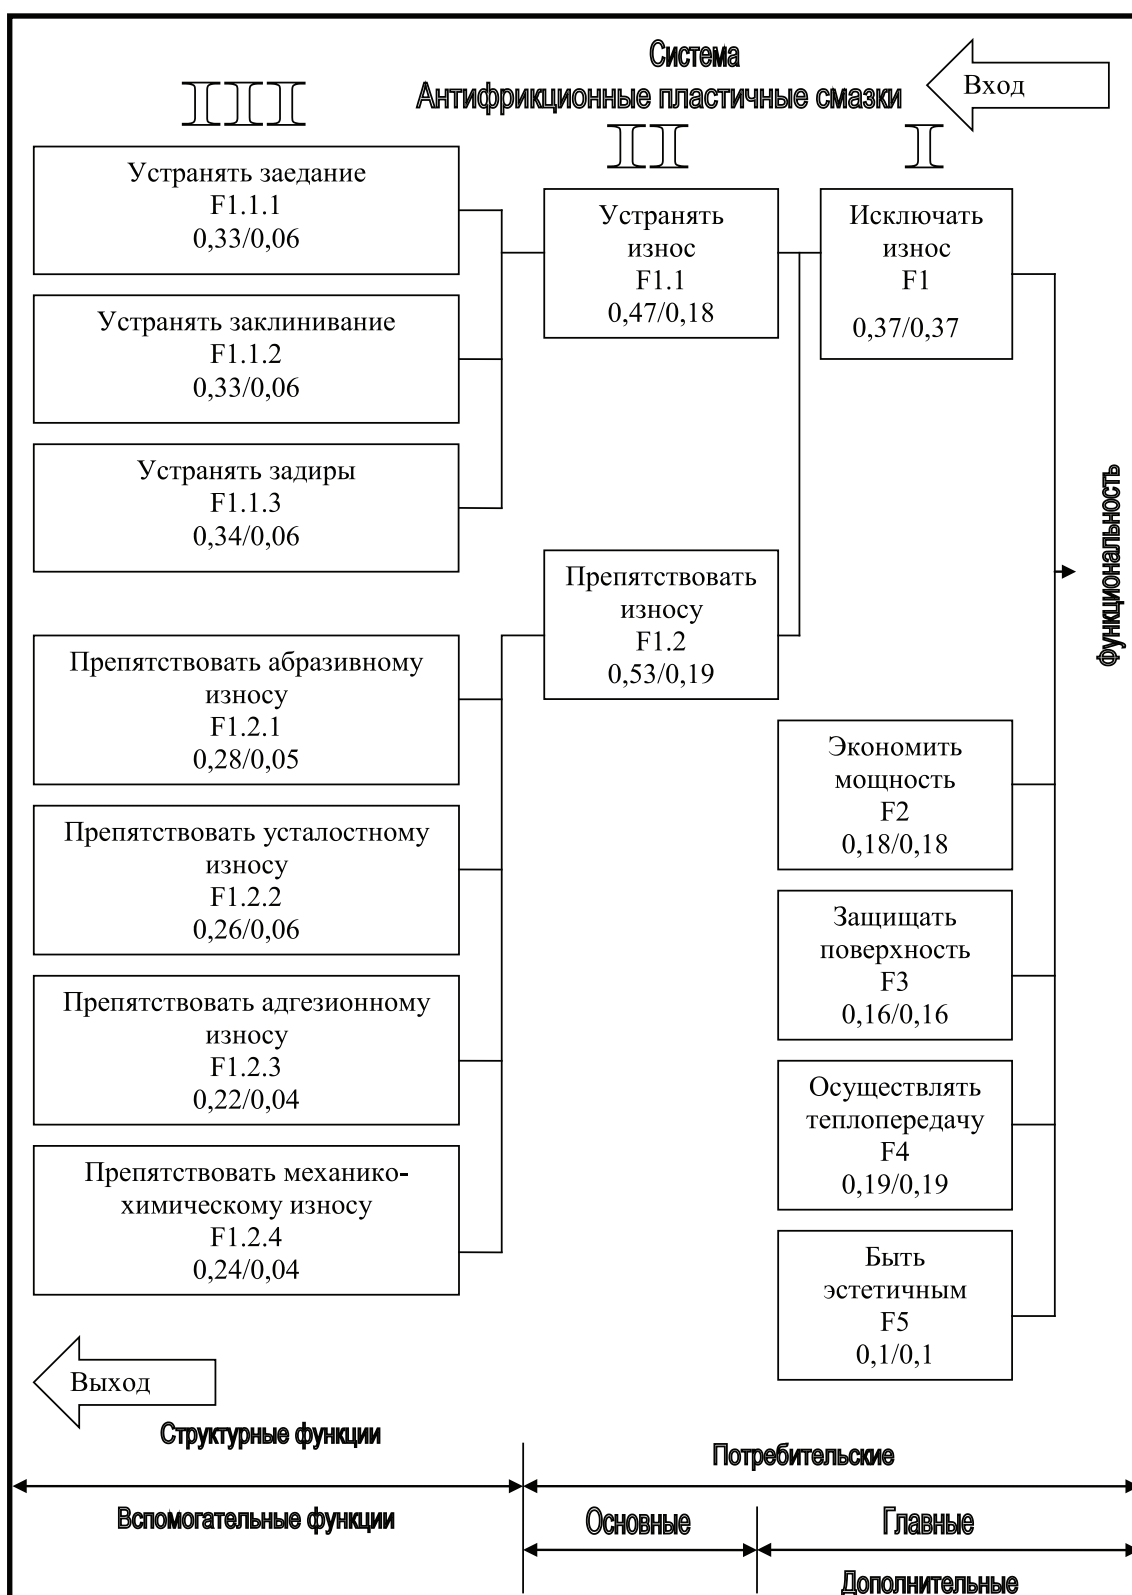 Система
Антифрикционные пластичные смазки
Вход
III
II
I
Устранять заедание
F1.1.1
0,33/0,06
Устранять заклинивание
F1.1.2
0,33/0,06
Устранять задиры
F1.1.3
0,34/0,06
Препятствовать абразивному
износу
F1.2.1
0,28/0,05
Препятствовать усталостному
износу
F1.2.2
0,26/0,06
Препятствовать адгезионному
износу
F1.2.3
0,22/0,04
Препятствовать механико-
химическому износу
F1.2.4
0,24/0,04
Устранять
износ
F1.1
0,47/0,18
Препятствовать
износу
F1.2
0,53/0,19
Исключать
износ
F1
0,37/0,37
Экономить
мощность
F2
0,18/0,18
Защищать
поверхность
F3
0,16/0,16
Осуществлять
теплопередачу
F4
0,19/0,19
Быть
эстетичным
F5
0,1/0,1
Функциональность
Выход
Структурные функции
Потребительские
Вспомогательные функции
Основные
Главные
Дополнительные